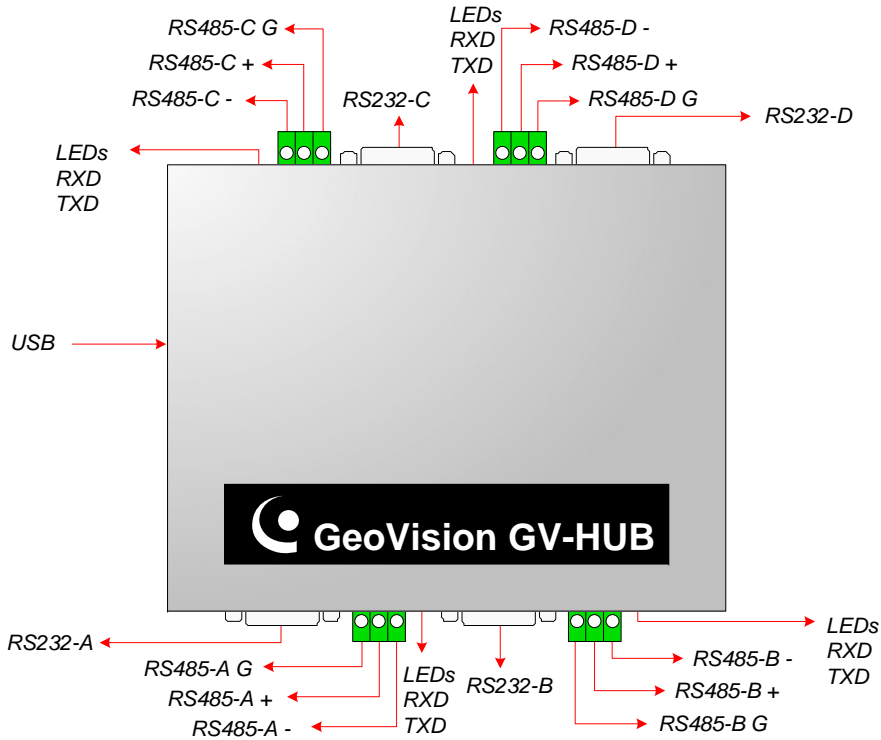 RS485-C G
RS485-C +
RS485-C -
LEDs
RXD
TXD
RS232-C
LEDs
RXD
TXD
RS485-D -
RS485-D +
RS485-D G
RS232-D
USB
GeoVision GV-HUB
RS232-A
RS485-A G
RS485-A +
RS485-A -
LEDs
RXD
TXD
RS232-B
RS485-B -
RS485-B +
RS485-B G
LEDs
RXD
TXD